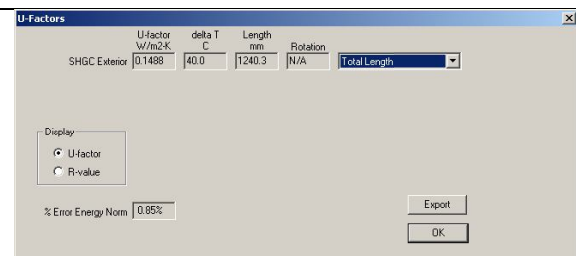 U-Factors
U-factor delta T Length
W/m2-K C mm Rotation
SHGC Exterior 0.1488 40.0 1240.3 N/A Total Length
Display
U-factor
R-value
% Error Energy Norm 0.85%
Export
OK